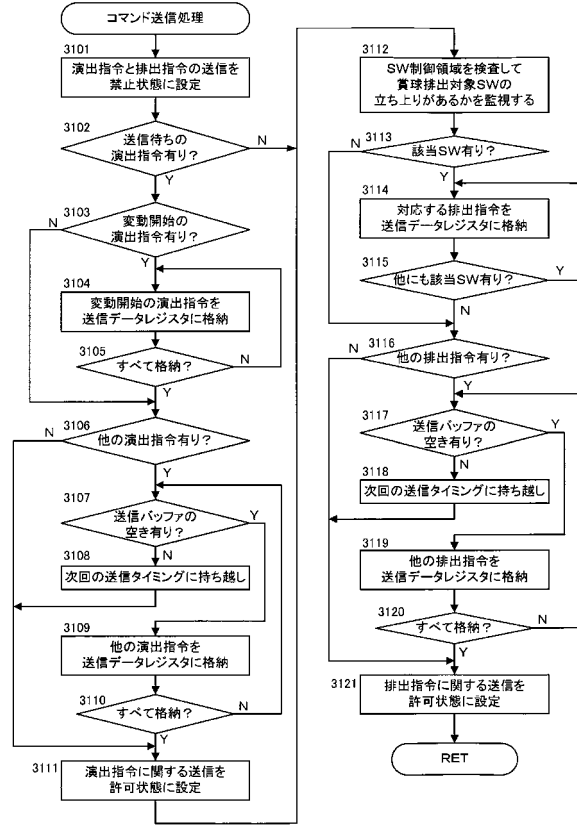 コマンド送信処理
3101
演出指令と排出指令の送信を
禁止状態に設定
3102
送信待ちの
演出指令有り?
N
Y
3103
変動開始の
演出指令有り?
N
Y
3104
変動開始の演出指令を
送信データレジスタに格納
3105
すべて格納?
N
Y
3106
他の演出指令有り?
N
Y
3107
送信バッファの
空き有り?
Y
N
3108
次回の送信タイミングに持ち越し
3109
他の演出指令を
送信データレジスタに格納
3110
すべて格納?
N
Y
3111
演出指令に関する送信を
許可状態に設定
3112
SW制御領域を検査して
賞球排出対象SWの
立ち上りがあるかを監視する
3113
該当SW有り?
N
Y
3114
対応する排出指令を
送信データレジスタに格納
3115
他にも該当SW有り?
Y
N
3116
他の排出指令有り?
N
Y
3117
送信バッファの
空き有り?
Y
N
3118
次回の送信タイミングに持ち越し
3119
他の排出指令を
送信データレジスタに格納
3120
すべて格納?
N
Y
3121
排出指令に関する送信を
許可状態に設定
RET